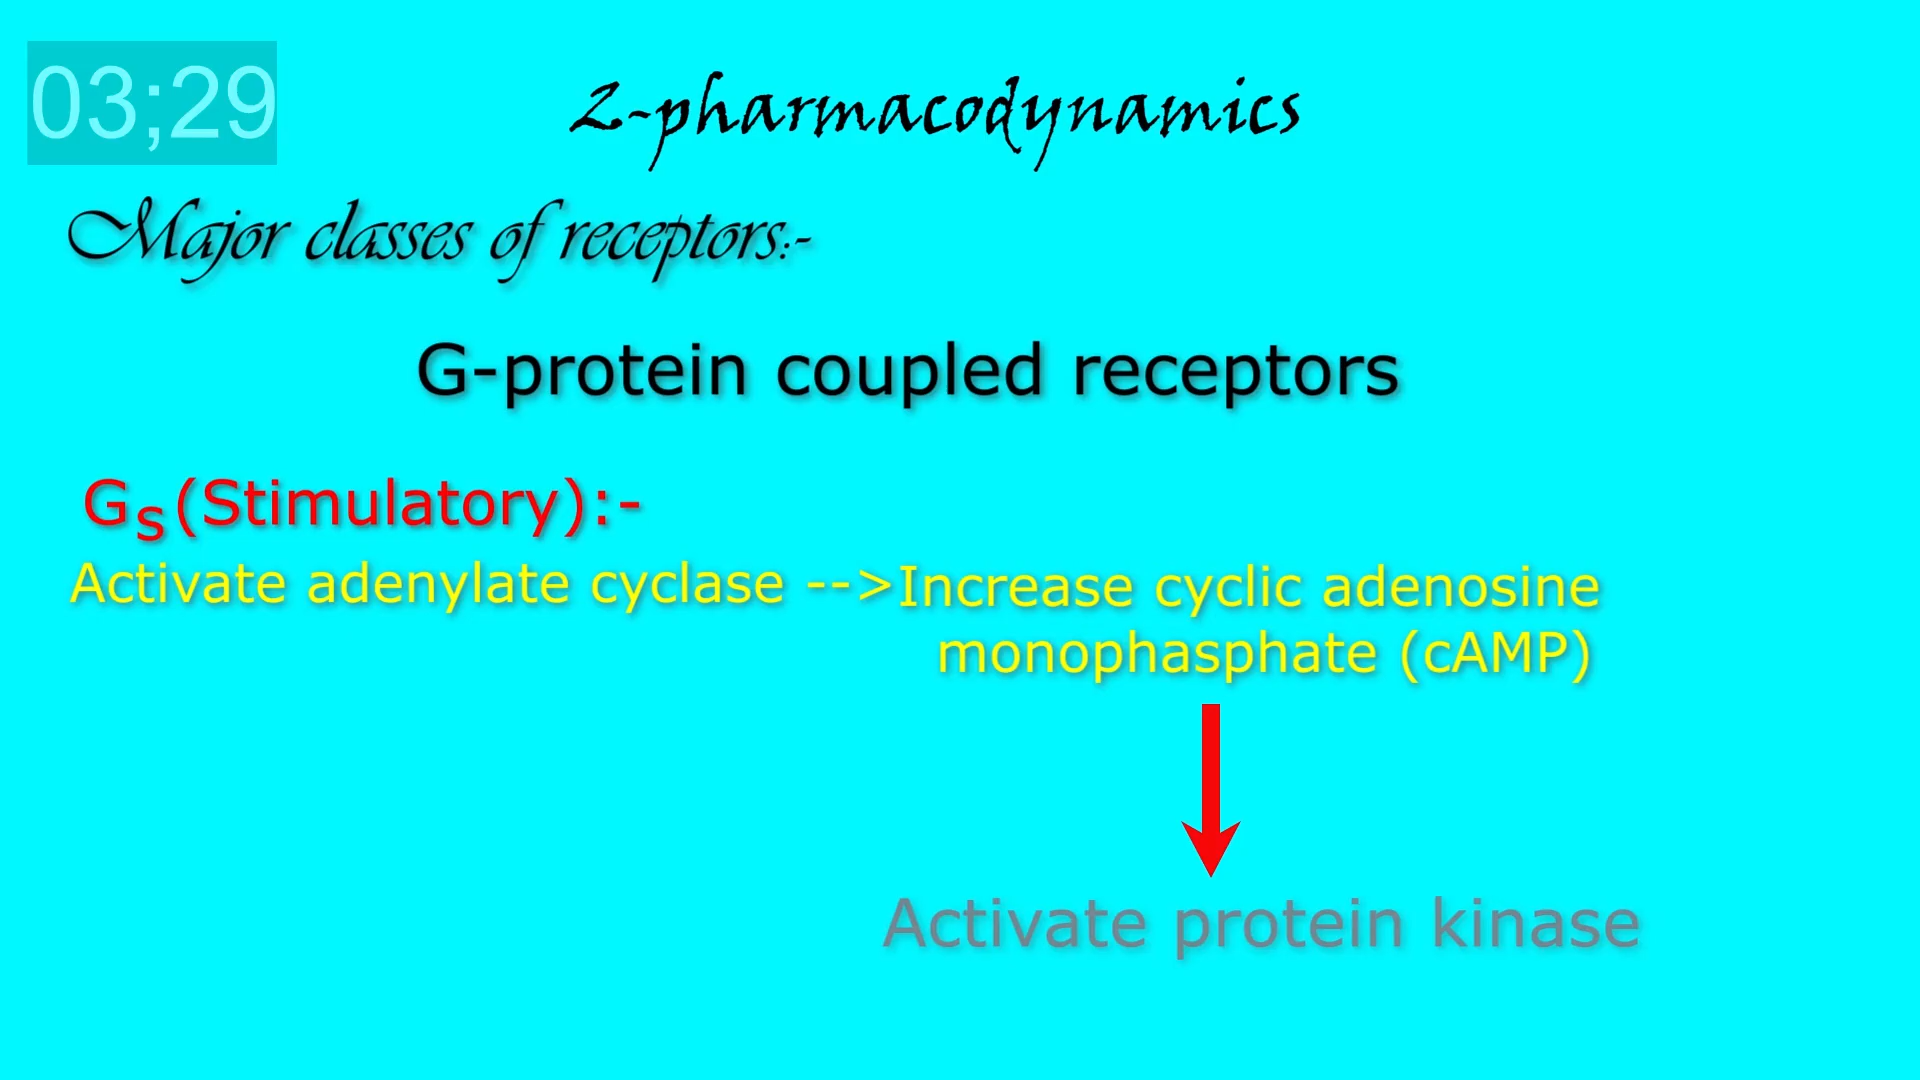 03;29
2-pharmacodynamics
Major classes of receptors:-
G-protein coupled receptors
Gs(Stimulatory):-
Activate adenylate cyclase -->Increase cyclic adenosine
monophasphate (cAMP)
Activate protein kinase